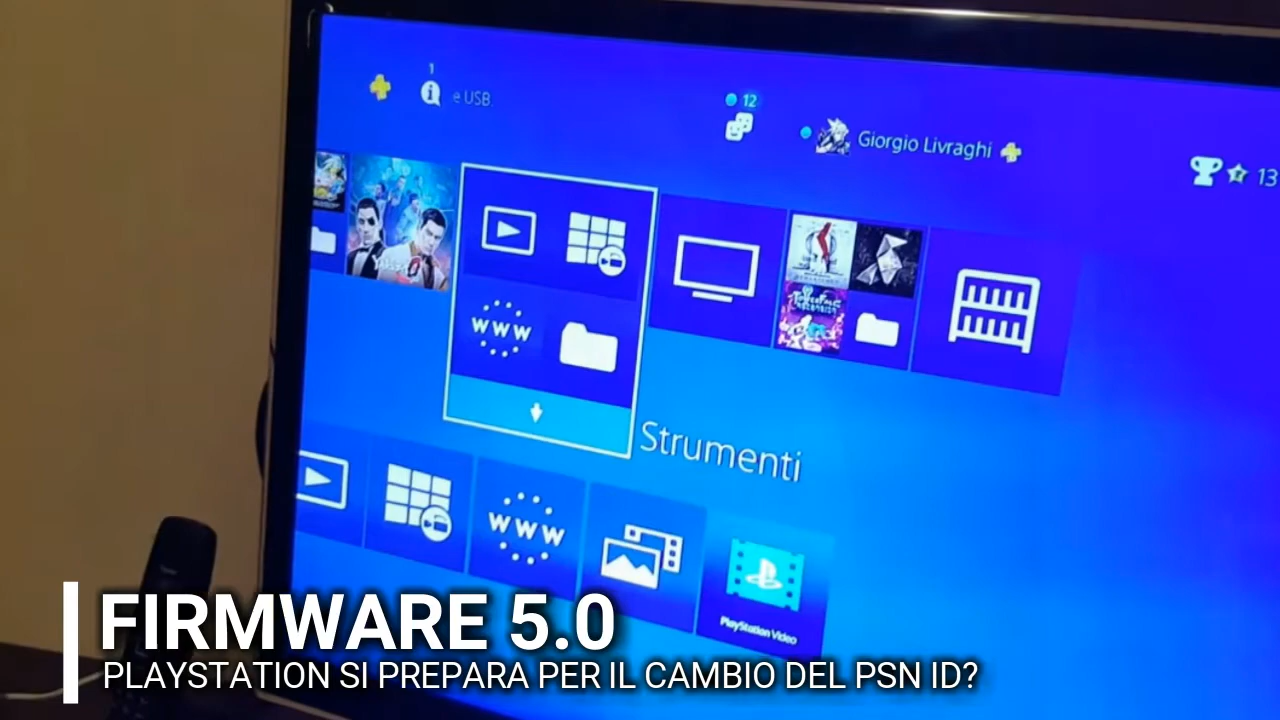 1
e USB.
12
Giorgio Livraghi
13
Strumenti
www
www
PlayStation Video
FIRMWARE 5.0
PLAYSTATION SI PREPARA PER IL CAMBIO DEL PSN ID?